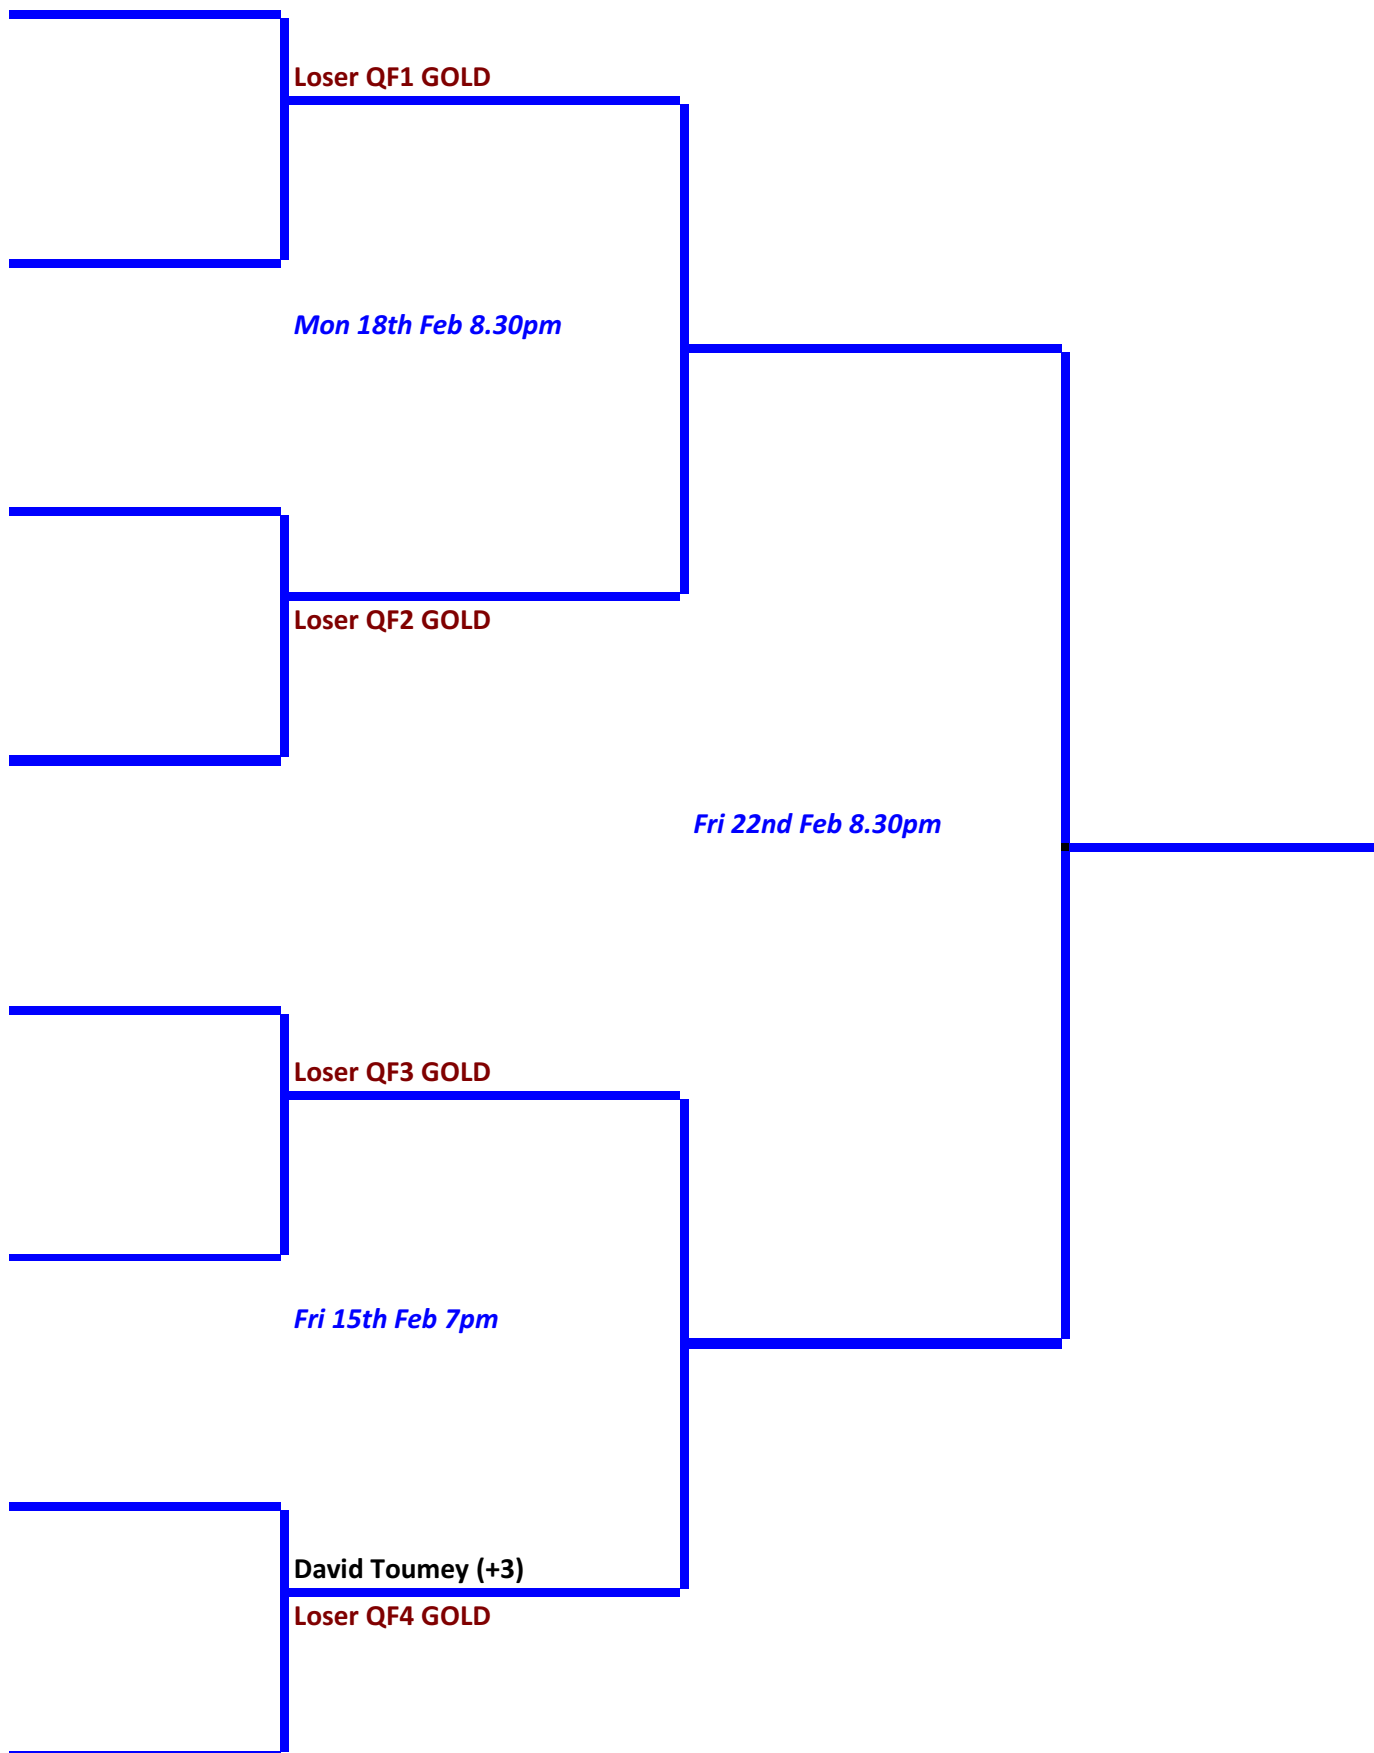 Loser QF1 GOLD
Mon 18th Feb 8.30pm
Loser QF2 GOLD
Fri 22nd Feb 8.30pm
Loser QF3 GOLD
Fri 15th Feb 7pm
David Toumey (+3)
Loser QF4 GOLD